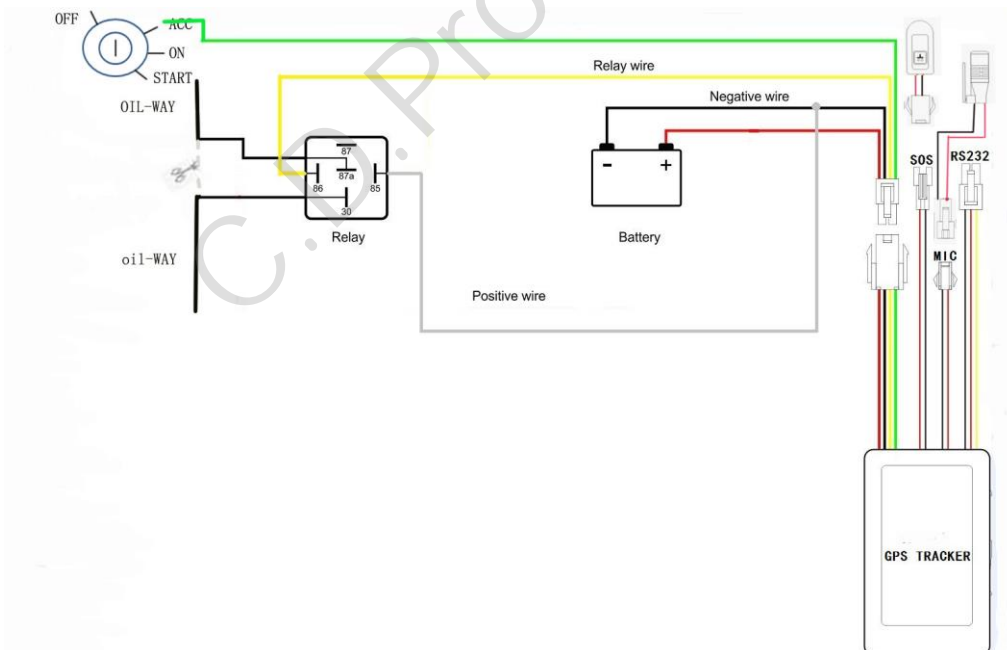 OFF
ACC
ON
START
OIL-WAY
oil-WAY
C.D.Pro
Relay wire
Negative wire
87
87a
86
85
30
Relay
-
+
Battery
Positive wire
SOS
RS232
MIC
GPS TRACKER